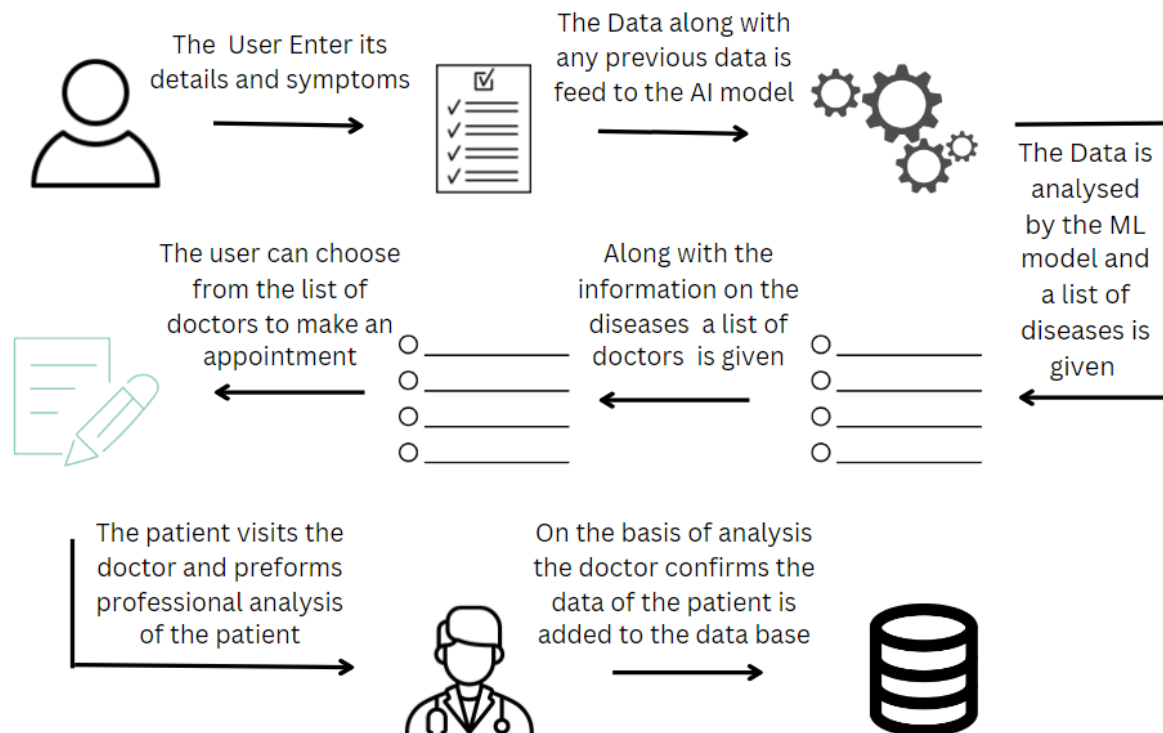 The User Enter its
details and symptoms
The Data along with
any previous data is
feed to the AI model
The Data is
analysed
by the ML
model and
a list of
diseases is
given
Along with the
information on the
diseases a list of
doctors is given
The user can choose
from the list of
doctors to make an
appointment
The patient visits the
doctor and preforms
professional analysis
of the patient
On the basis of analysis
the doctor confirms the
data of the patient is
added to the data base